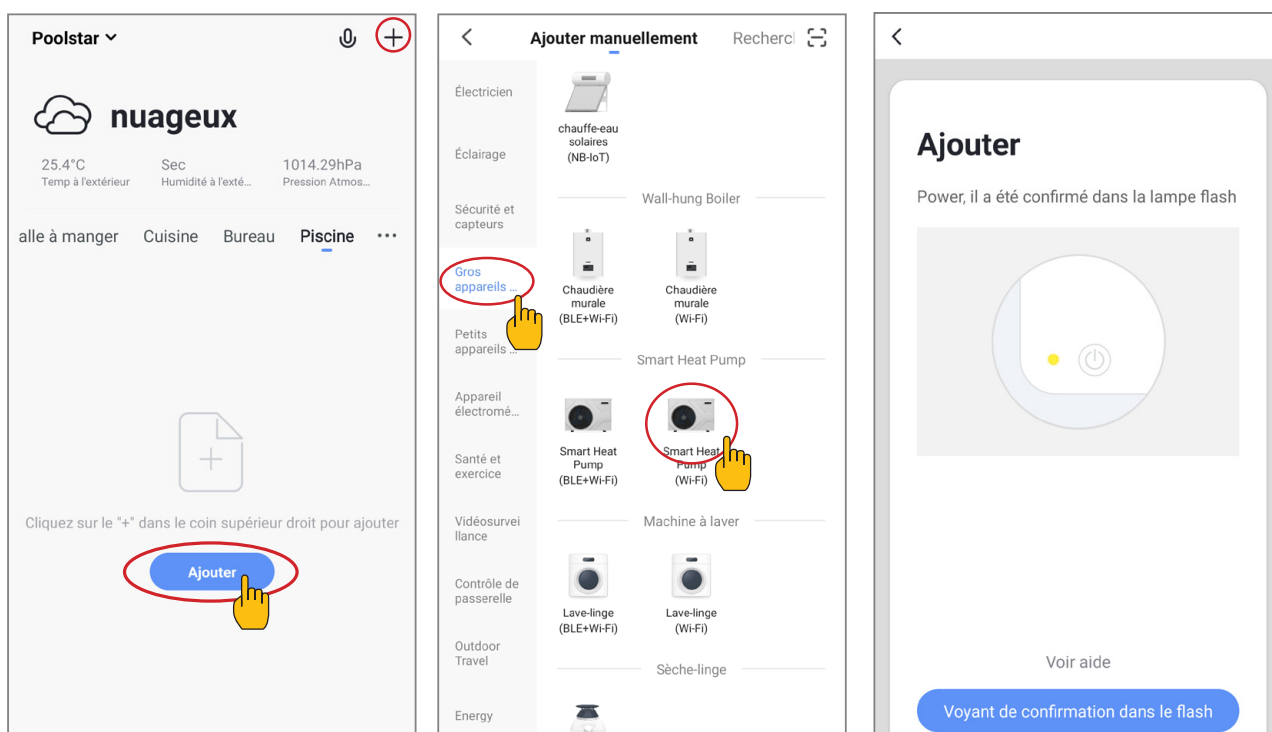 Poolstar
nuageux
25.4°C Sec 1014.29hPa
Temp à l'extérieur Humidité à l'exté... Pression Atmos...
alle à manger Cuisine Bureau Piscine ...
Cliquez sur le "+" dans le coin supérieur droit pour ajouter
Ajouter
Ajouter manuellement Recherc
Électricien
Éclairage
Sécurité et
capteurs
Gros
appareils ...
Petits
appareils ...
Appareil
électromé...
Santé et
exercice
Vidéosurvei
llance
Contrôle de
passerelle
Outdoor
Travel
Energy
chauffe-eau
solaires
(NB-IoT)
Wall-hung Boiler
Chaudière Chaudière
murale murale
(BLE+Wi-Fi) (Wi-Fi)
Smart Heat Pump
Smart Heat Smart Heat
Pump Pump
(BLE+Wi-Fi) (Wi-Fi)
Machine à laver
Lave-linge Lave-linge
(BLE+Wi-Fi) (Wi-Fi)
Sèche-linge
Ajouter
Power, il a été confirmé dans la lampe flash
Voir aide
Voyant de confirmation dans le flash